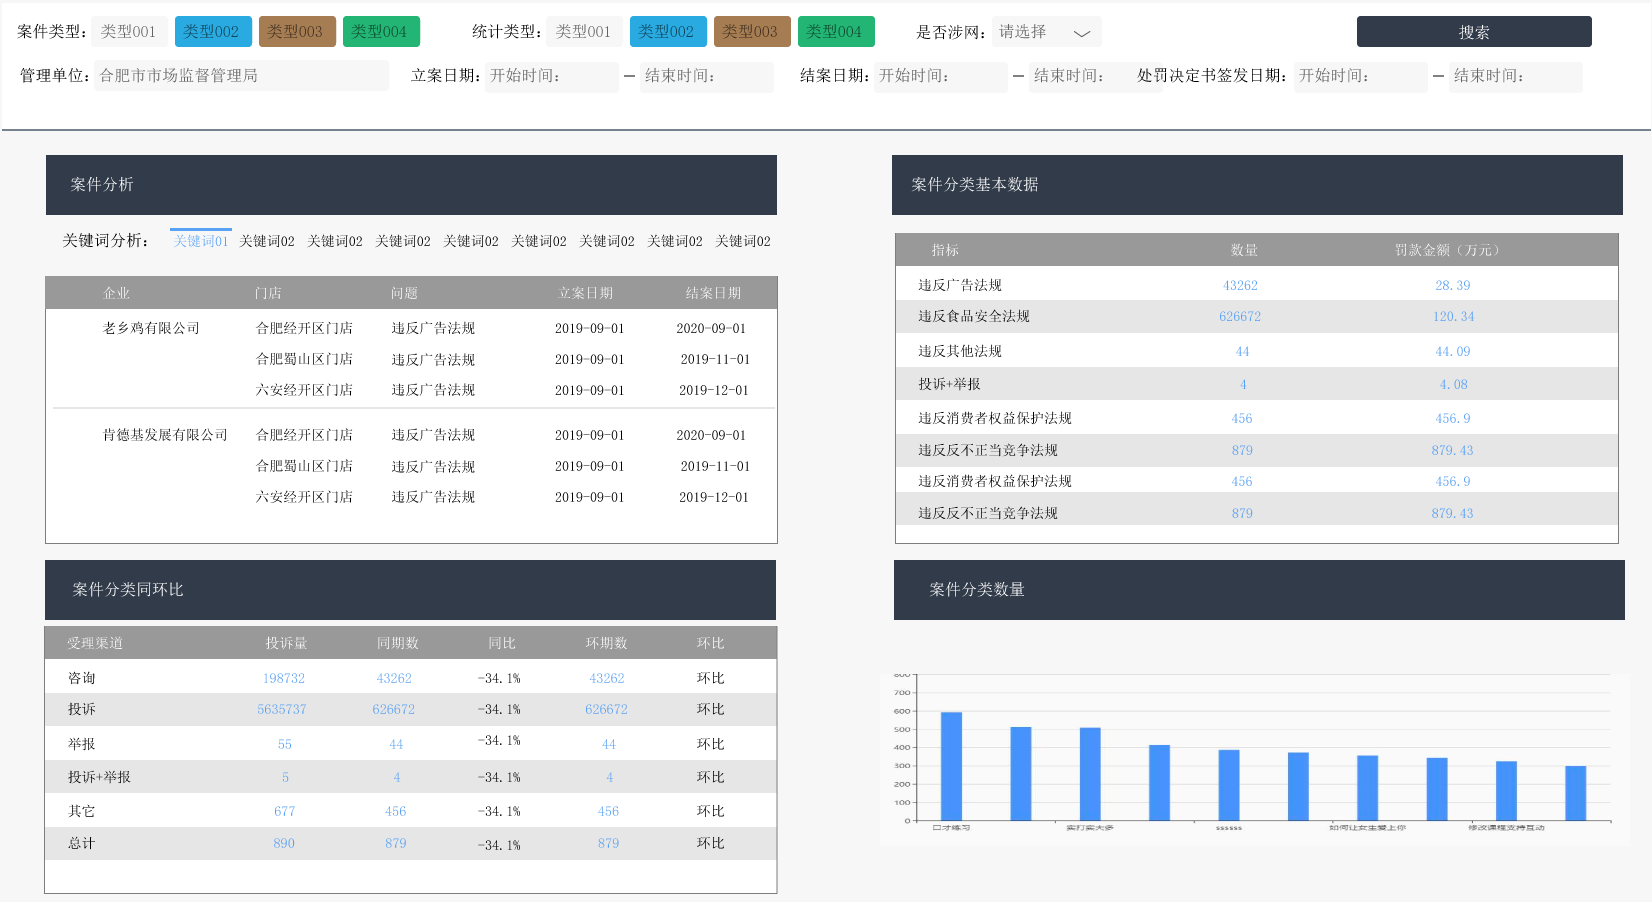 案件类型： 类型001 类型002 类型003 类型004 统计类型： 类型001 类型002 类型003 类型004 是否涉网： 请选择 搜索
管理单位： 合肥市市场监督管理局 立案日期： 开始时间： — 结束时间： 结案日期： 开始时间： — 结束时间： 处罚决定书签发日期： 开始时间： — 结束时间：
案件分析
关键词分析： 关键词01 关键词02 关键词02 关键词02 关键词02 关键词02 关键词02 关键词02 关键词02
企业 门店 问题 立案日期 结案日期
老乡鸡有限公司 合肥经开区门店 违反广告法规 2019-09-01 2020-09-01
合肥蜀山区门店 违反广告法规 2019-09-01 2019-11-01
六安经开区门店 违反广告法规 2019-09-01 2019-12-01
肯德基发展有限公司 合肥经开区门店 违反广告法规 2019-09-01 2020-09-01
合肥蜀山区门店 违反广告法规 2019-09-01 2019-11-01
六安经开区门店 违反广告法规 2019-09-01 2019-12-01
案件分类基本数据
指标 数量 罚款金额（万元）
违反广告法规 43262 28.39
违反食品安全法规 626672 120.34
违反其他法规 44 44.09
投诉+举报 4 4.08
违反消费者权益保护法规 456 456.9
违反反不正当竞争法规 879 879.43
违反消费者权益保护法规 456 456.9
违反反不正当竞争法规 879 879.43
案件分类同环比
受理渠道 投诉量 同期数 同比 环期数 环比
咨询 198732 43262 -34.1% 43262 环比
投诉 5635737 626672 -34.1% 626672 环比
举报 55 44 -34.1% 44 环比
投诉+举报 5 4 -34.1% 4 环比
其它 677 456 -34.1% 456 环比
总计 890 879 -34.1% 879 环比
案件分类数量
800
700
600
500
400
300
200
100
0
口才练习 实打实大多 ssssss 如何让女生爱上你 修改课程支持互动